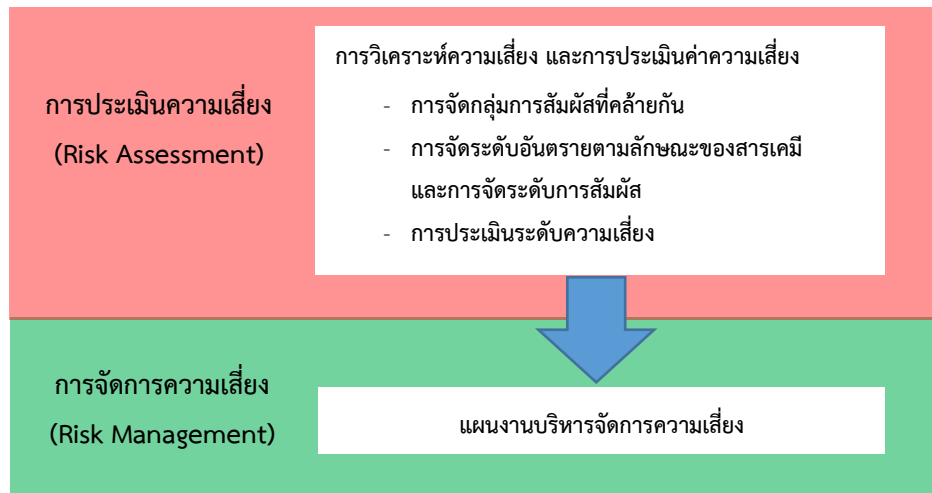 การประเมินความเสี่ยง
(Risk Assessment)
การวิเคราะห์ความเสี่ยง และการประเมินค่าความเสี่ยง
- การจัดกลุ่มการสัมผัสที่คล้ายกัน
- การจัดระดับอันตรายตามลักษณะของสารเคมี
และการจัดระดับการสัมผัส
- การประเมินระดับความเสี่ยง
การจัดการความเสี่ยง
(Risk Management)
แผนงานบริหารจัดการความเสี่ยง